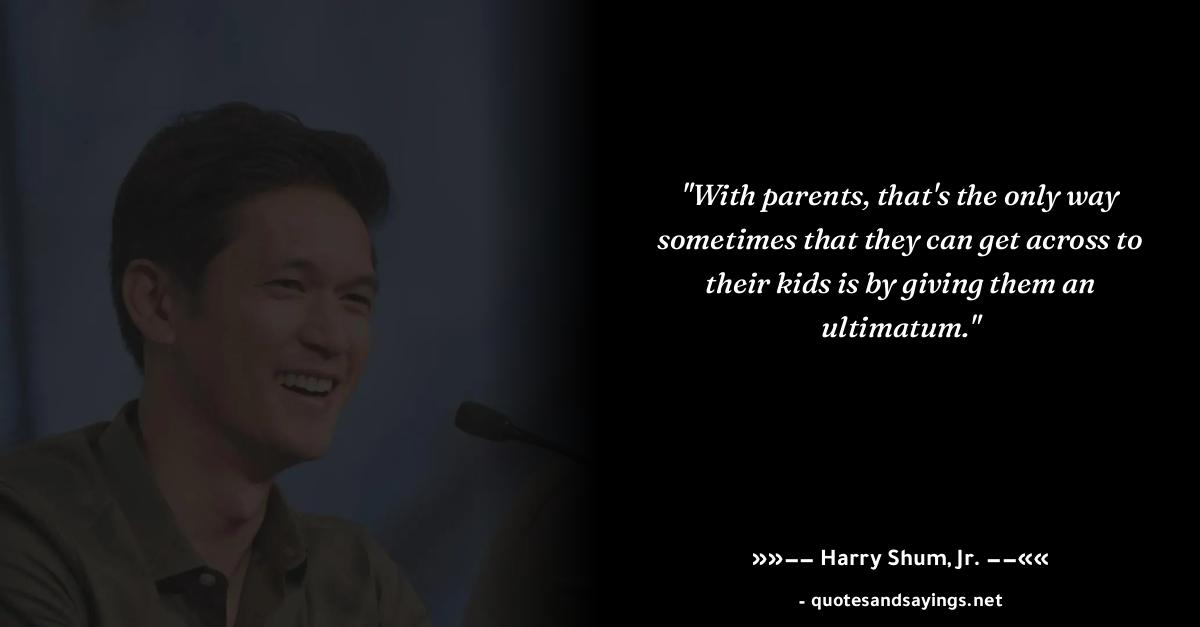 "With parents, that's the only way
sometimes that they can get across to
their kids is by giving them an
ultimatum."
»»−− Harry Shum, Jr. −−««
- quotesandsayings.net